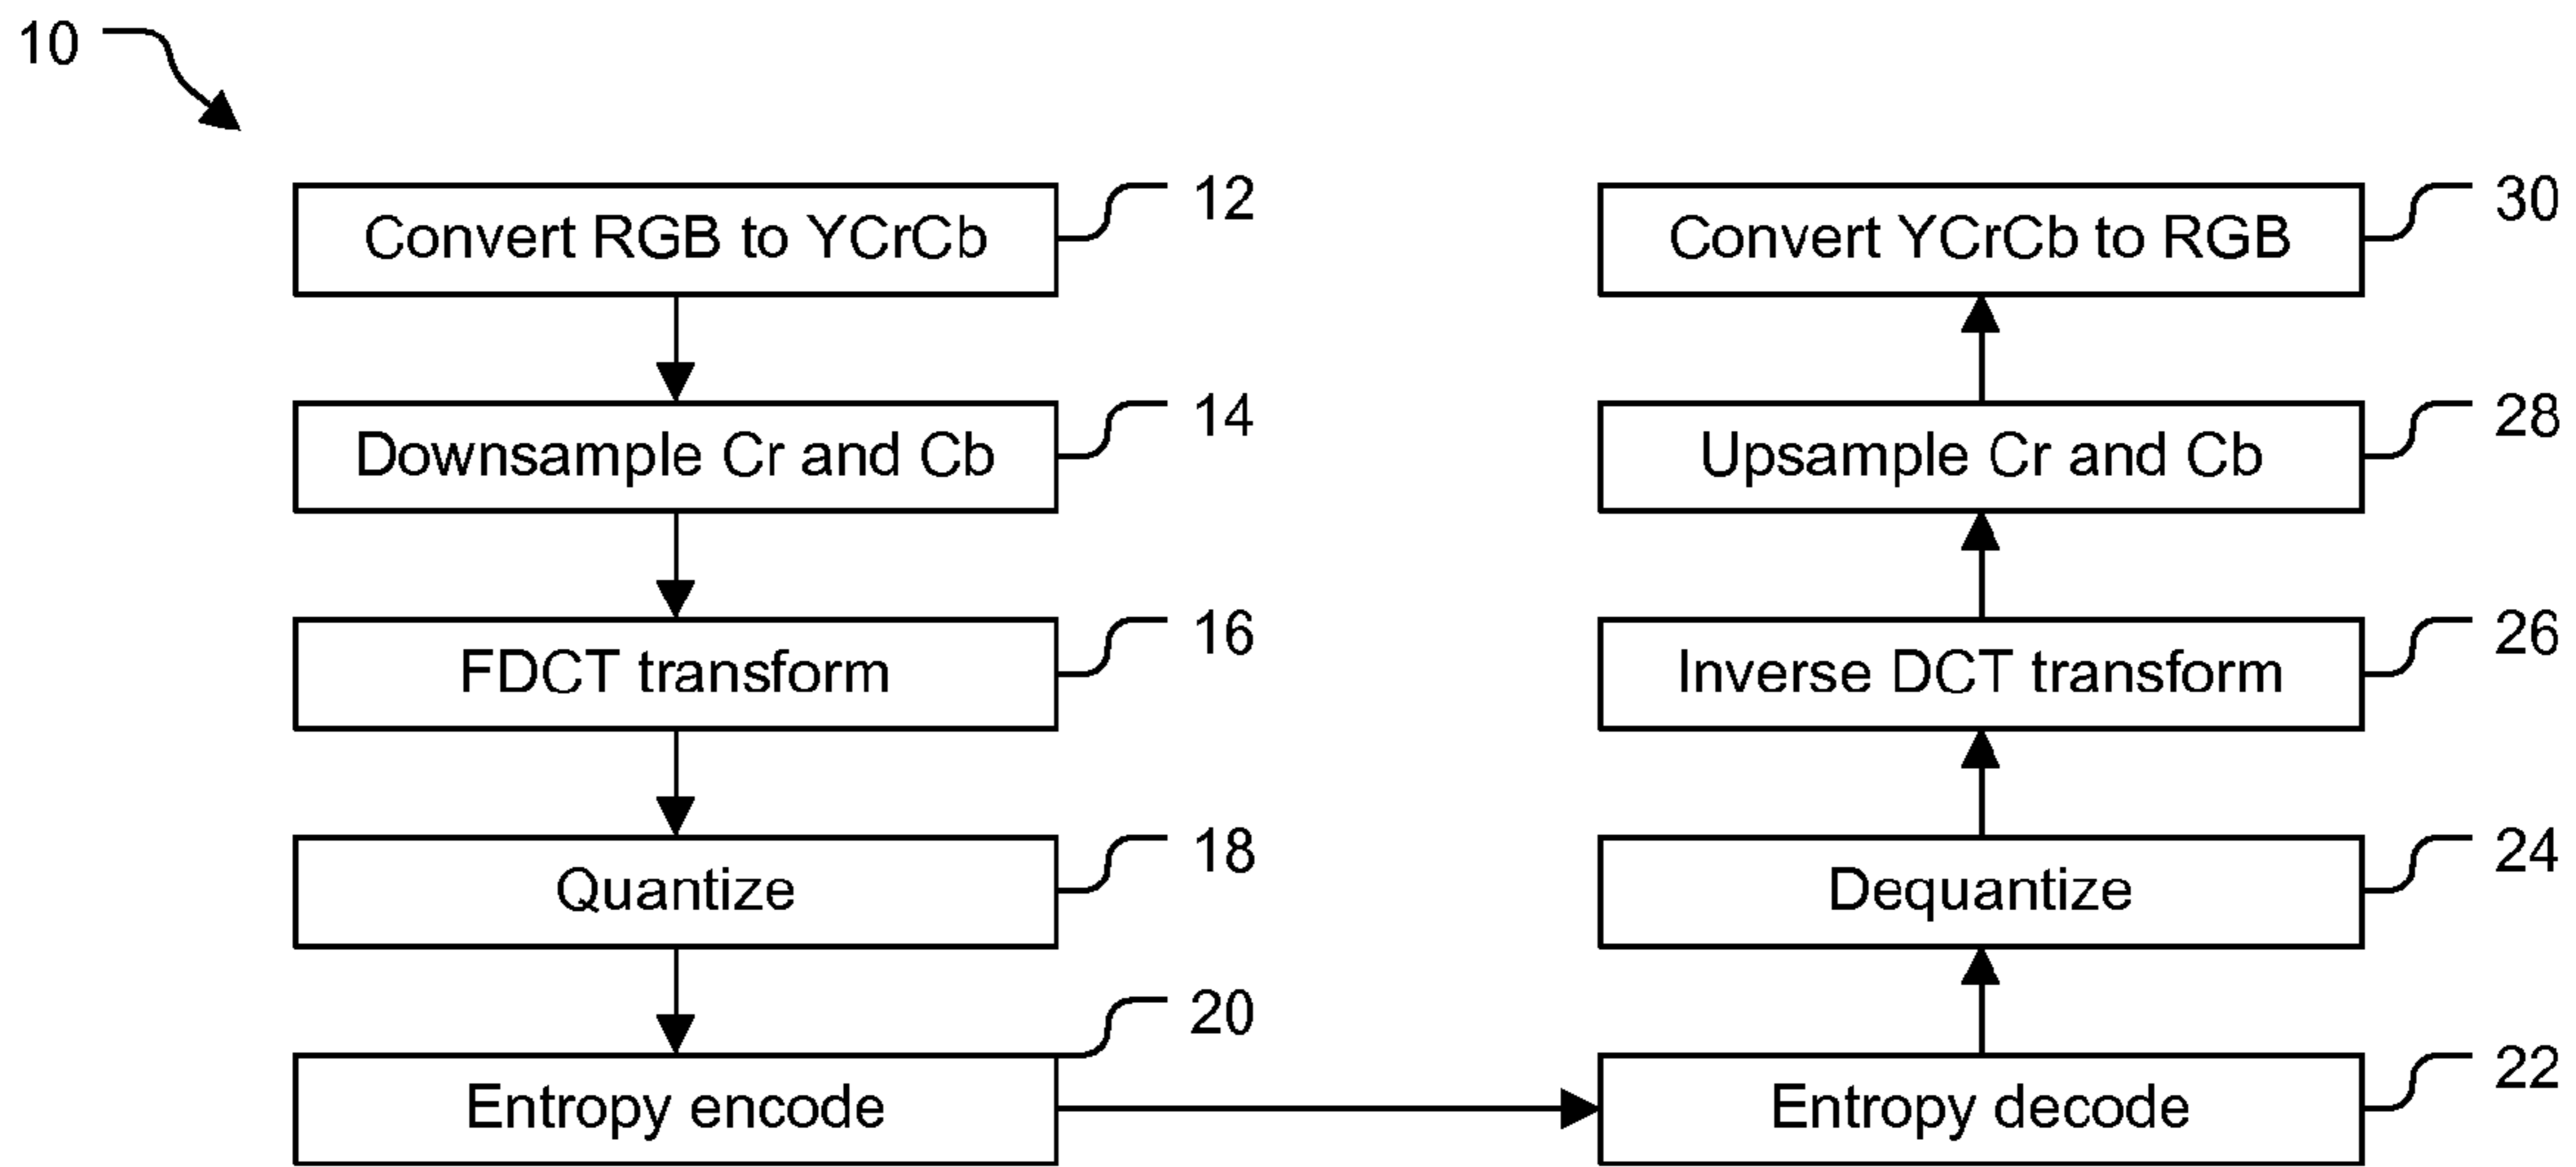 10
Convert RGB to YCrCb
12
Downsample Cr and Cb
14
FDCT transform
16
Quantize
18
Entropy encode
20
Convert YCrCb to RGB
30
Upsample Cr and Cb
28
Inverse DCT transform
26
Dequantize
24
Entropy decode
22